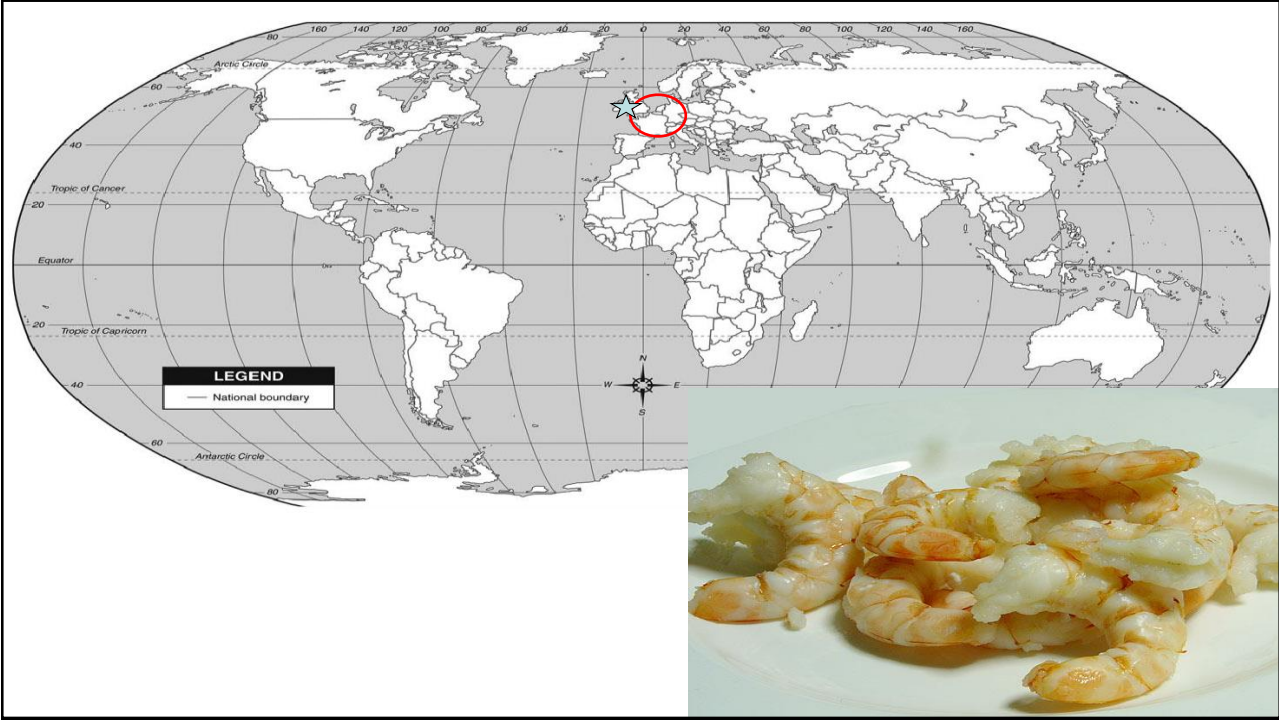 160 140 120 100 80 60 40 20 0 20 40 60 80 100 120 140 160
80
Arctic Circle
60
40
Tropic of Cancer
20
Equator
20
Tropic of Capricorn
LEGEND
National boundary
N
W E
S
40
60
Antarctic Circle
80